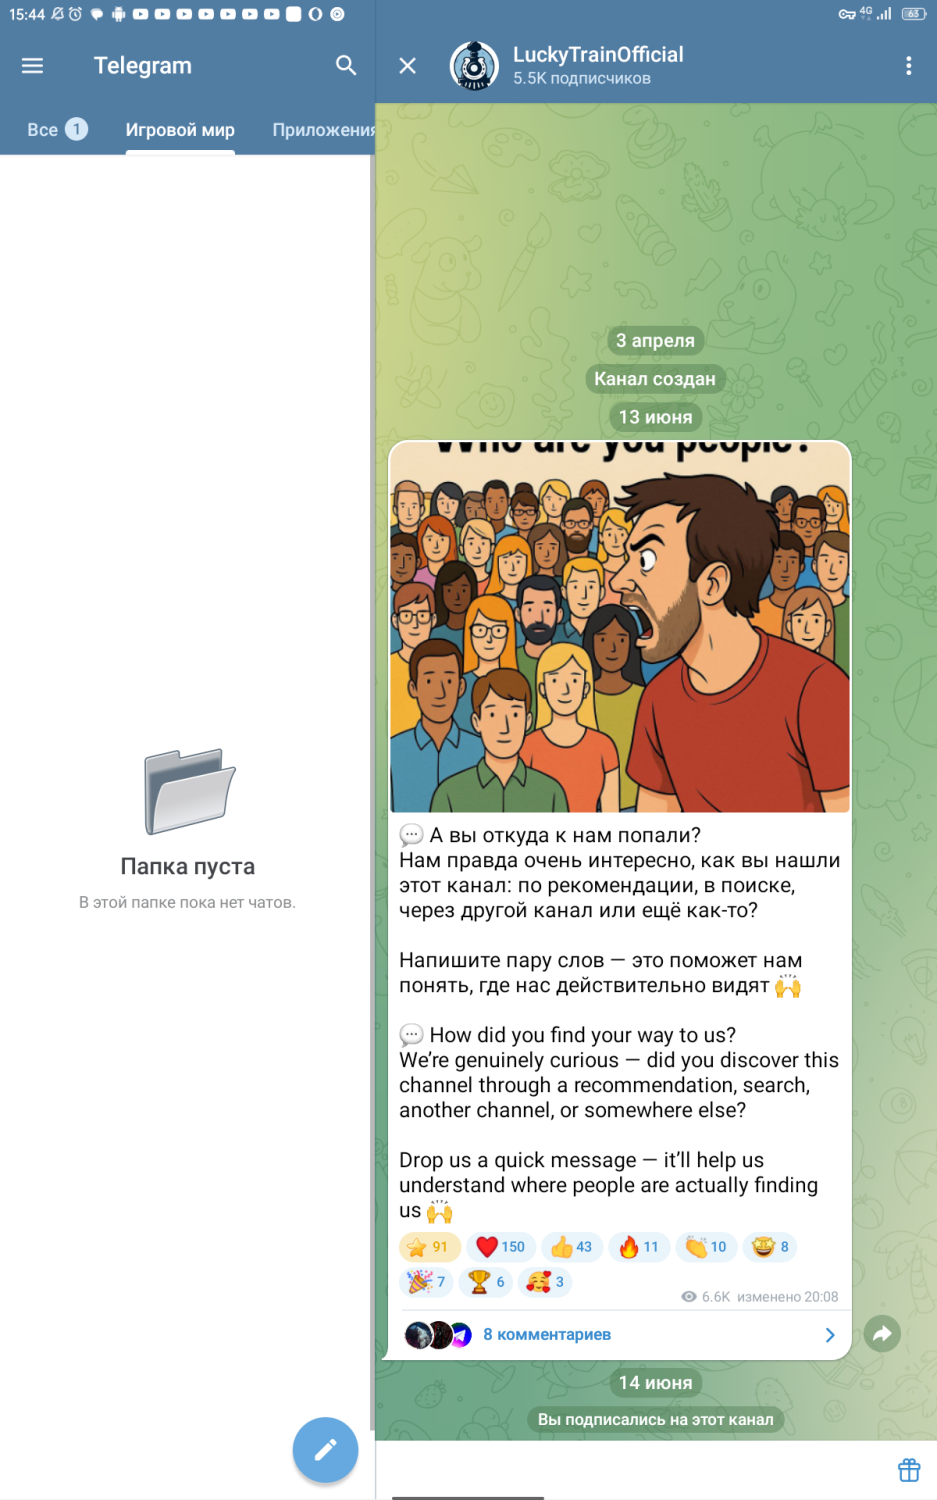 15:44
4G
63
Telegram
LuckyTrainOfficial
5.5K подписчиков
Все 1
Игровой мир
Приложения
3 апреля
Канал создан
13 июня
Who are you people?
💬 А вы откуда к нам попали?
Нам правда очень интересно, как вы нашли
этот канал: по рекомендации, в поиске,
через другой канал или ещё как-то?
Напишите пару слов — это поможет нам
понять, где нас действительно видят 🙌
💬 How did you find your way to us?
We’re genuinely curious — did you discover this
channel through a recommendation, search,
another channel, or somewhere else?
Drop us a quick message — it’ll help us
understand where people are actually finding
us 🙌
⭐ 91 ❤ 150 👍 43 🔥 11 👏 10 🤩 8
🎉 7 🏆 6 🥰 3
6.6K изменено 20:08
8 комментариев
14 июня
Вы подписались на этот канал
Папка пуста
В этой папке пока нет чатов.